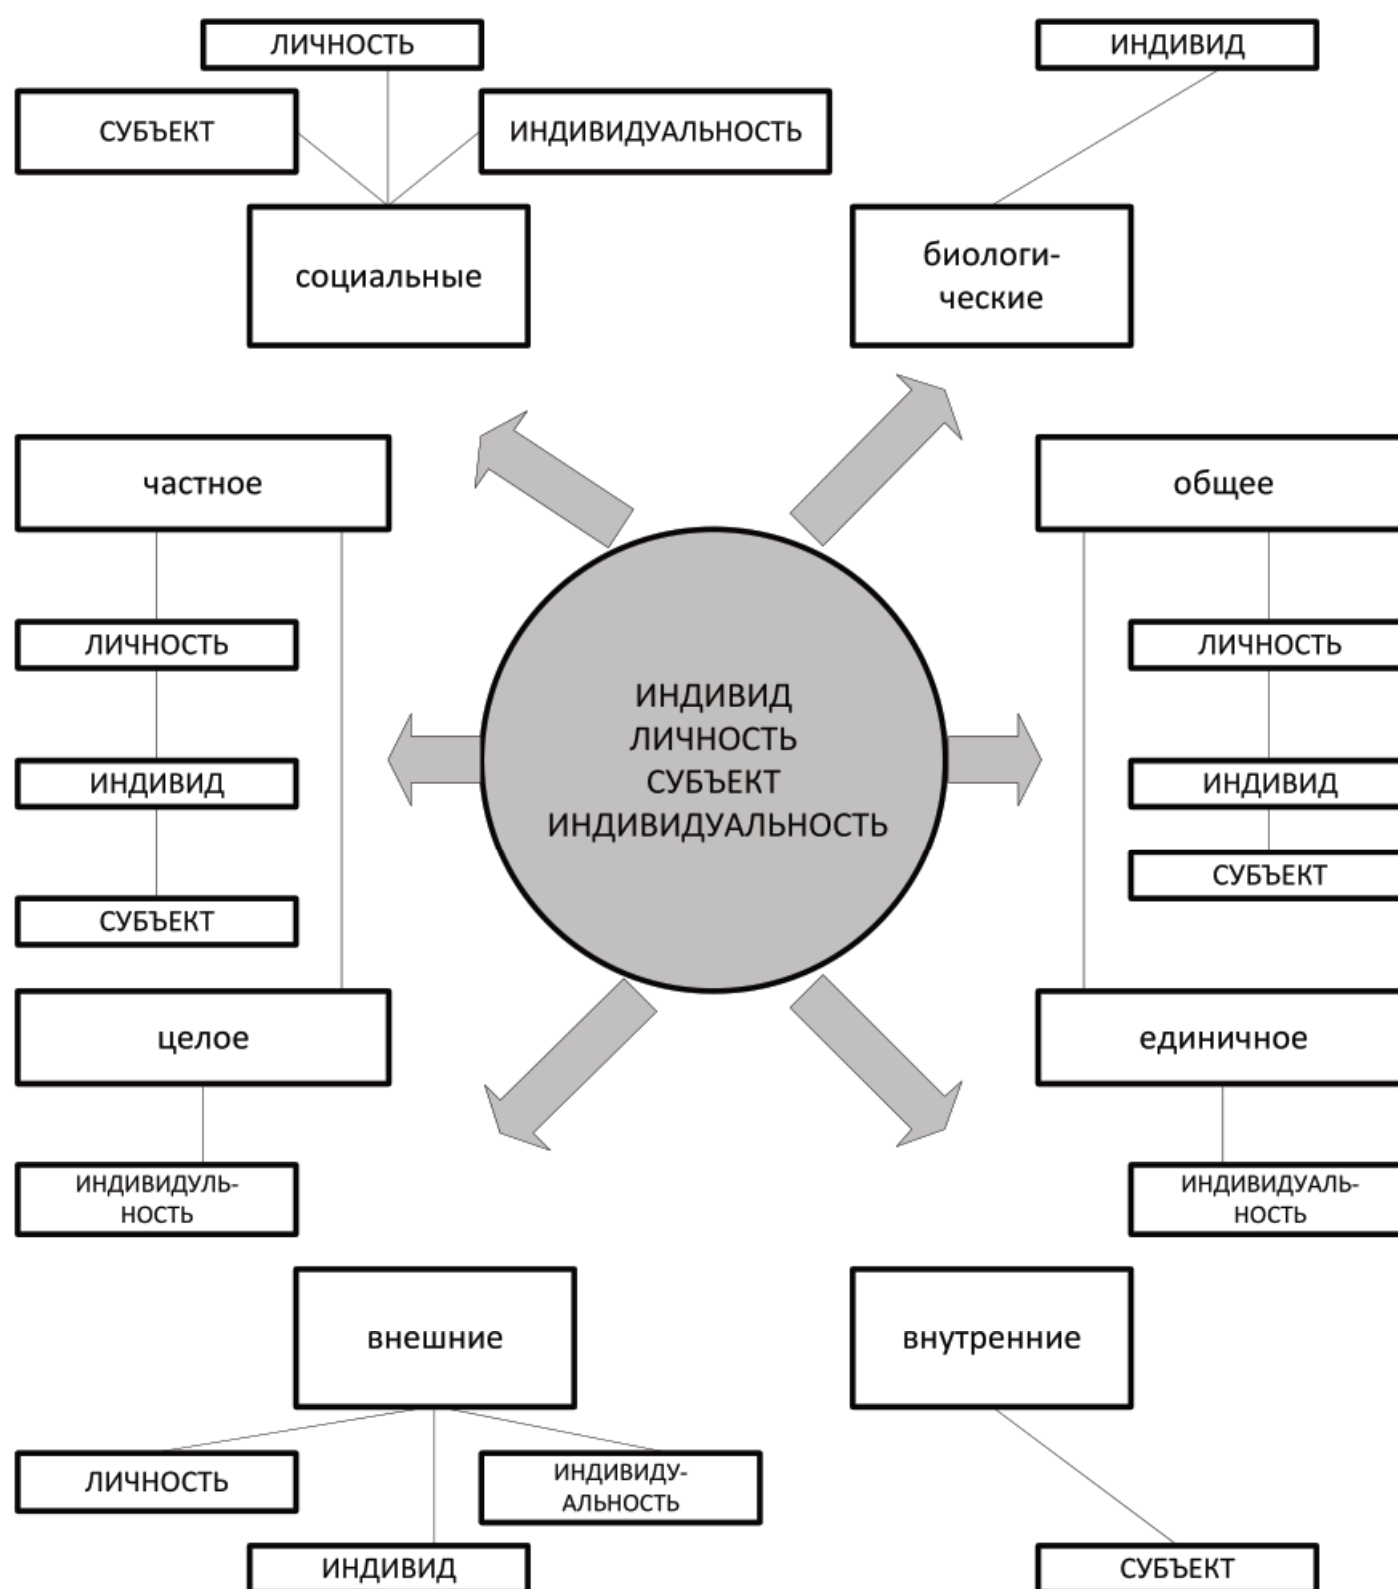 ЛИЧНОСТЬ
ИНДИВИД
СУБЪЕКТ
ИНДИВИДУАЛЬНОСТЬ
социальные
биологи-
ческие
частное
общее
ЛИЧНОСТЬ
ЛИЧНОСТЬ
ИНДИВИД
ЛИЧНОСТЬ
СУБЪЕКТ
ИНДИВИДУАЛЬНОСТЬ
ИНДИВИД
ИНДИВИД
СУБЪЕКТ
СУБЪЕКТ
целое
единичное
ИНДИВИДУЛЬ-
НОСТЬ
ИНДИВИДУАЛЬ-
НОСТЬ
внешние
внутренние
ЛИЧНОСТЬ
ИНДИВИДУ-
АЛЬНОСТЬ
ИНДИВИД
СУБЪЕКТ